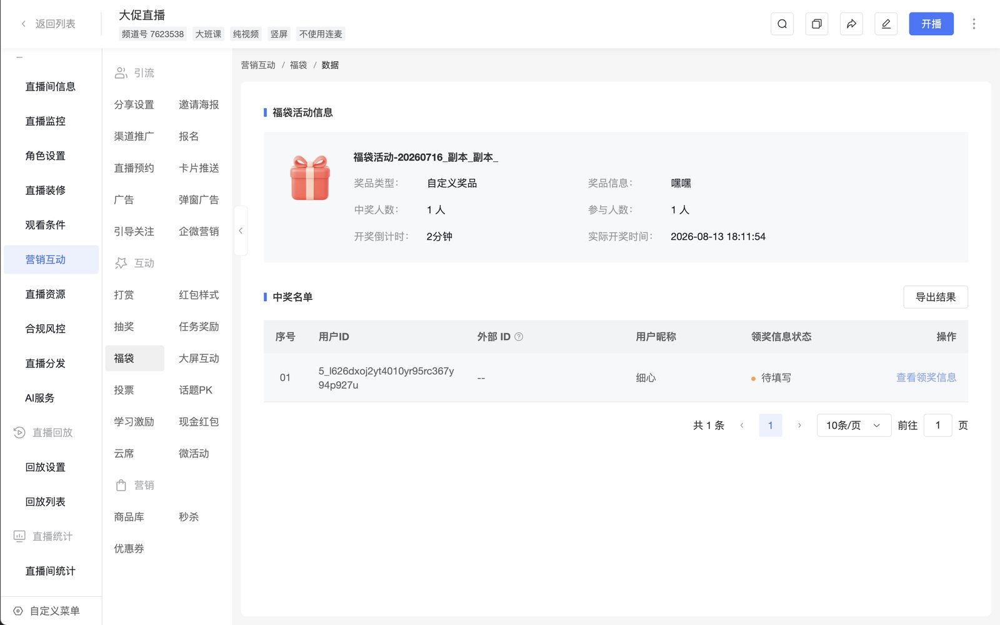 返回列表
大促直播
频道号 7623538 大班课 纯视频 竖屏 不使用连麦
开播
直播间信息
直播监控
角色设置
直播装修
观看条件
营销互动
直播资源
合规风控
直播分发
AI服务
直播回放
回放设置
回放列表
直播统计
直播间统计
自定义菜单
引流
分享设置 邀请海报
渠道推广 报名
直播预约 卡片推送
广告 弹窗广告
引导关注 企微营销
互动
打赏 红包样式
抽奖 任务奖励
福袋 大屏互动
投票 话题PK
学习激励 现金红包
云席 微活动
营销
商品库 秒杀
优惠券
营销互动 / 福袋 / 数据
福袋活动信息
福袋活动-20260716_副本_副本_
奖品类型: 自定义奖品 奖品信息: 嘿嘿
中奖人数: 1 人 参与人数: 1 人
开奖倒计时: 2分钟 实际开奖时间: 2026-08-13 18:11:54
中奖名单
导出结果
序号 用户ID 外部 ID 用户昵称 领奖信息状态 操作
01 5_l626dxoj2yt4010yr95rc367y94p927u -- 细心 待填写 查看领奖信息
共 1 条 1 10条/页 前往 1 页